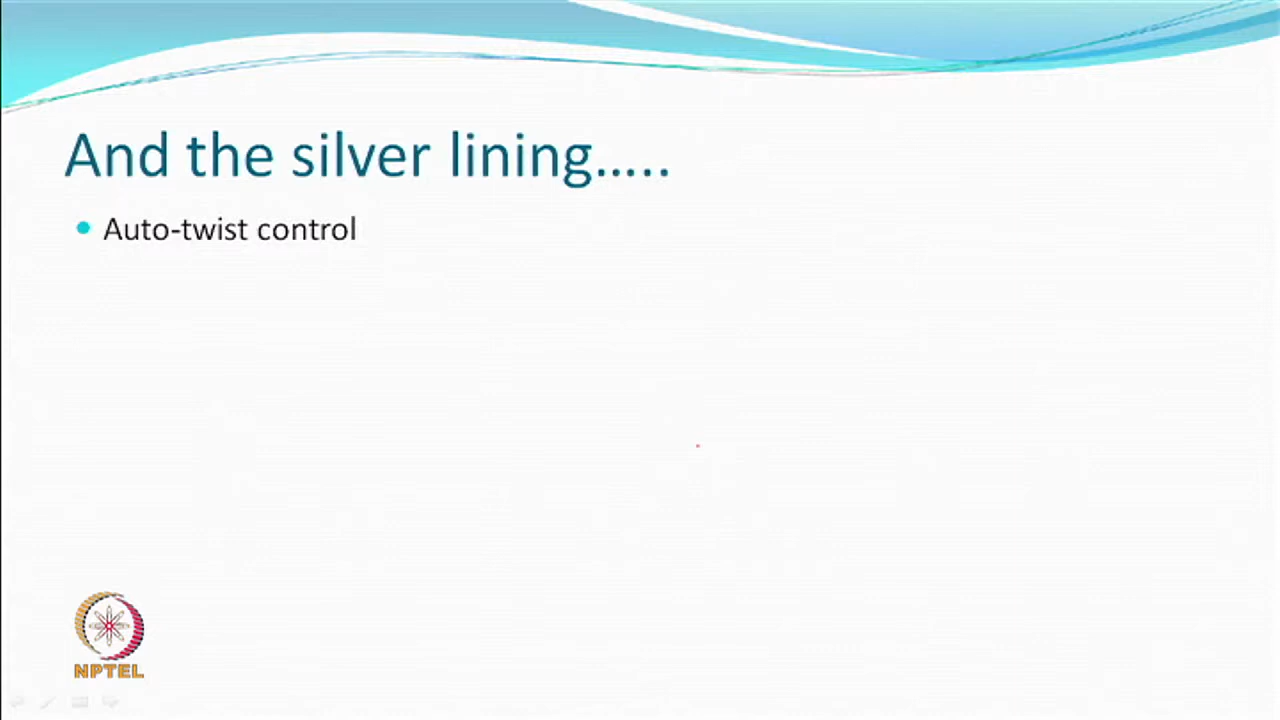 And the silver lining.....
Auto-twist control
NPTEL